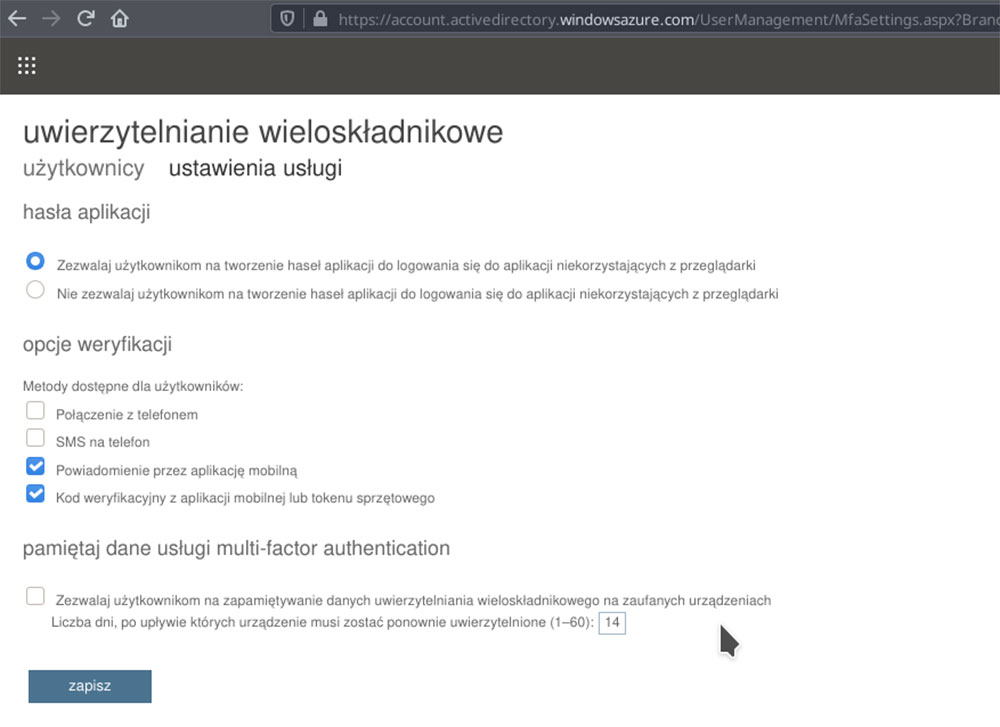 https://account.activedirectory.windowsazure.com/UserManagement/MfaSettings.aspx?Bran
uwierzytelnianie wieloskładnikowe
użytkownicy ustawienia usługi
hasła aplikacji
Zezwalaj użytkownikom na tworzenie haseł aplikacji do logowania się do aplikacji niekorzystających z przeglądarki
Nie zezwalaj użytkownikom na tworzenie haseł aplikacji do logowania się do aplikacji niekorzystających z przeglądarki
opcje weryfikacji
Metody dostępne dla użytkowników:
Połączenie z telefonem
SMS na telefon
Powiadomienie przez aplikację mobilną
Kod weryfikacyjny z aplikacji mobilnej lub tokenu sprzętowego
pamiętaj dane usługi multi-factor authentication
Zezwalaj użytkownikom na zapamiętywanie danych uwierzytelniania wieloskładnikowego na zaufanych urządzeniach
Liczba dni, po upływie których urządzenie musi zostać ponownie uwierzytelnione (1–60): 14
zapisz